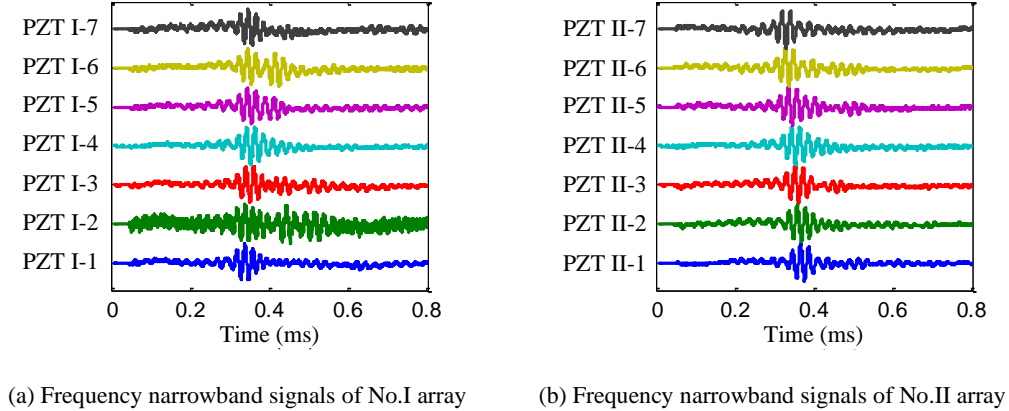 PZT I-7
PZT I-6
PZT I-5
PZT I-4
PZT I-3
PZT I-2
PZT I-1
0 0.2 0.4 0.6 0.8
Time (ms)
(a) Frequency narrowband signals of No.I array
PZT II-7
PZT II-6
PZT II-5
PZT II-4
PZT II-3
PZT II-2
PZT II-1
0 0.2 0.4 0.6 0.8
Time (ms)
(b) Frequency narrowband signals of No.II array